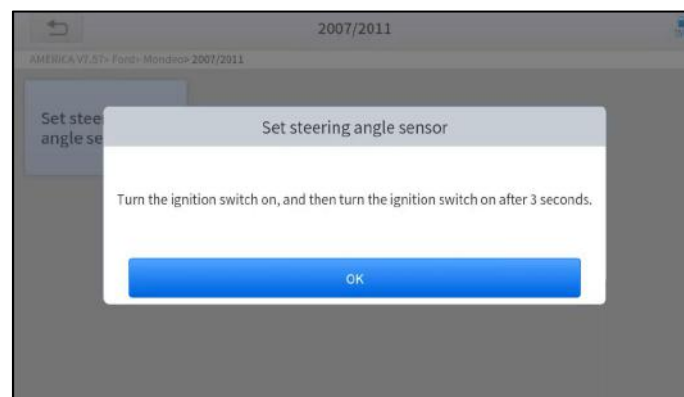 2007/2011
AMERICA V7.57> Ford> Mondeo> 2007/2011
Set stee
angle se
Set steering angle sensor
Turn the ignition switch on, and then turn the ignition switch on after 3 seconds.
OK